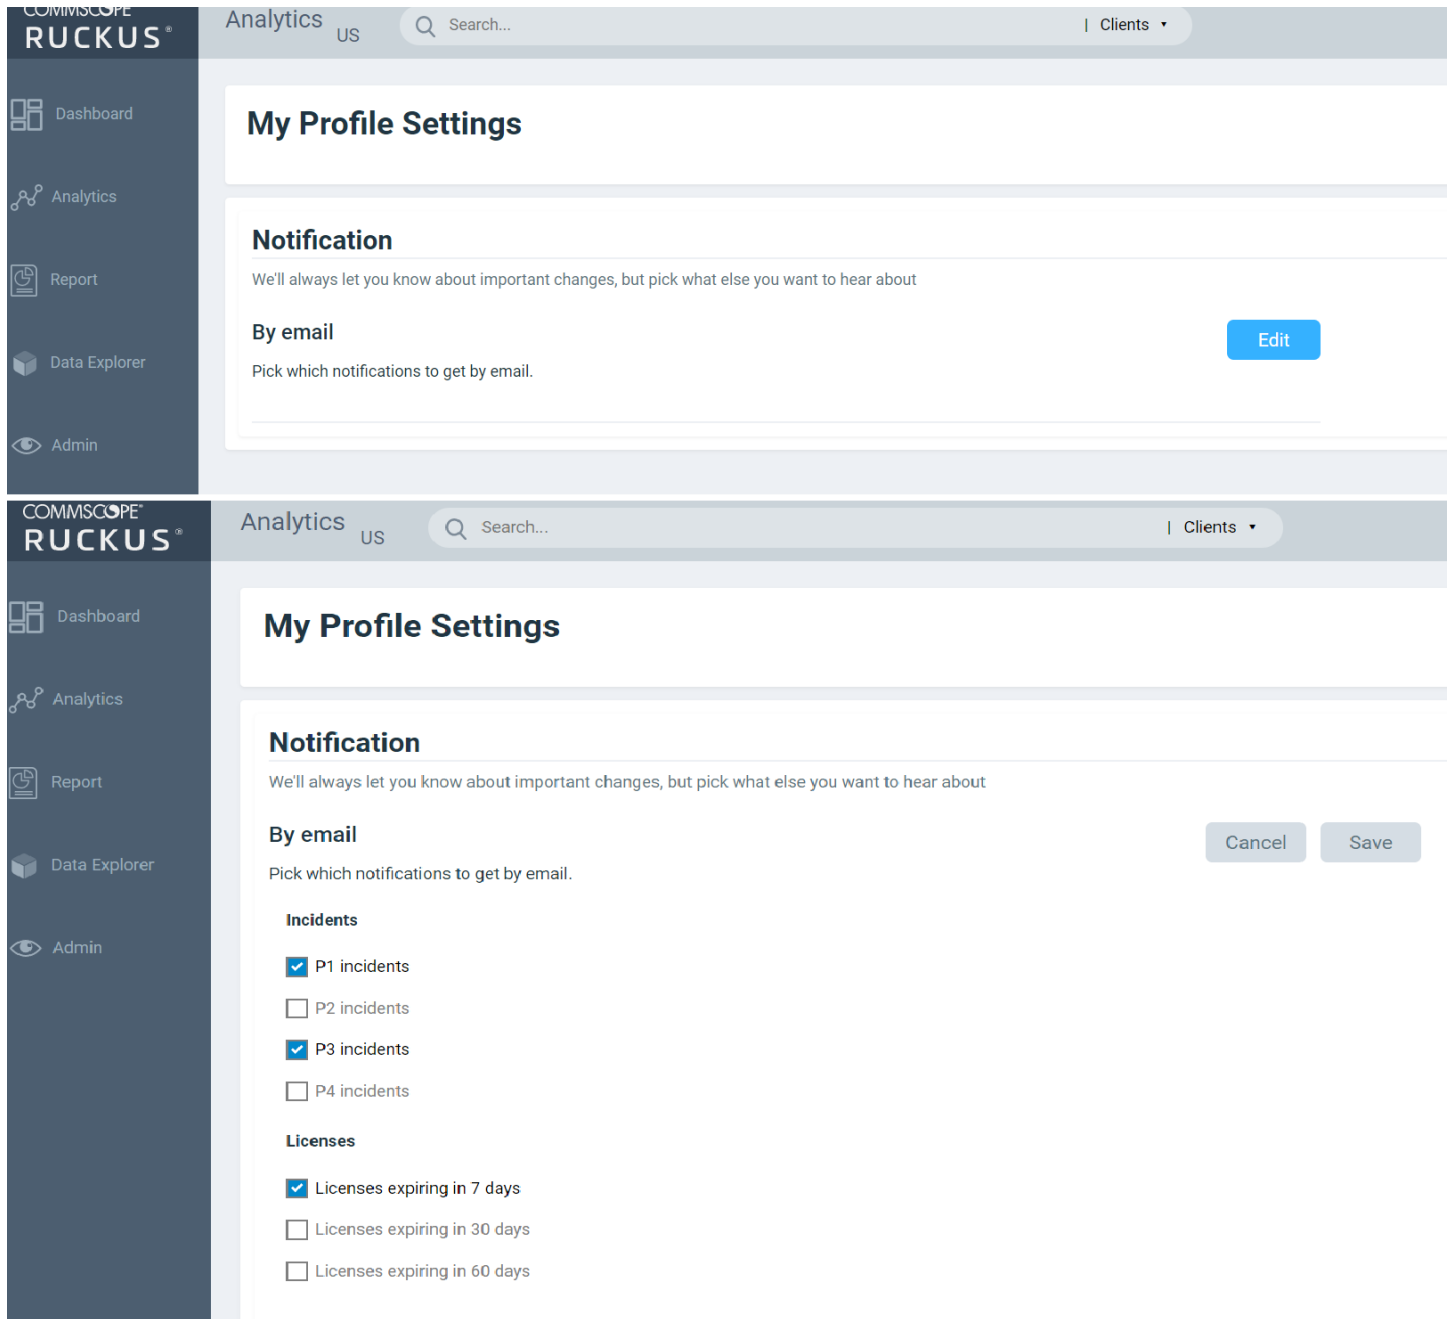 COMMSCOPE
RUCKUS®
Analytics US
Search...
| Clients
Dashboard
Analytics
Report
Data Explorer
Admin
My Profile Settings
Notification
We'll always let you know about important changes, but pick what else you want to hear about
By email
Edit
Pick which notifications to get by email.
COMMSCOPE®
RUCKUS®
Analytics US
Search...
| Clients
Dashboard
Analytics
Report
Data Explorer
Admin
My Profile Settings
Notification
We'll always let you know about important changes, but pick what else you want to hear about
By email
Cancel
Save
Pick which notifications to get by email.
Incidents
P1 incidents
P2 incidents
P3 incidents
P4 incidents
Licenses
Licenses expiring in 7 days
Licenses expiring in 30 days
Licenses expiring in 60 days